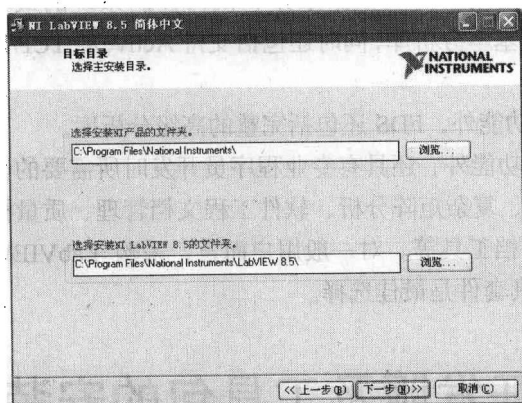 NI LabVIEW 8.5 简体中文
目标目录
选择主安装目录。
NATIONAL
INSTRUMENTS
选择安装NI产品的文件夹。
C:\Program Files\National Instruments\
浏览...
选择安装NI LabVIEW 8.5的文件夹。
C:\Program Files\National Instruments\LabVIEW 8.5\
浏览...
<< 上一步(B)
下一步(N) >>
取消(C)